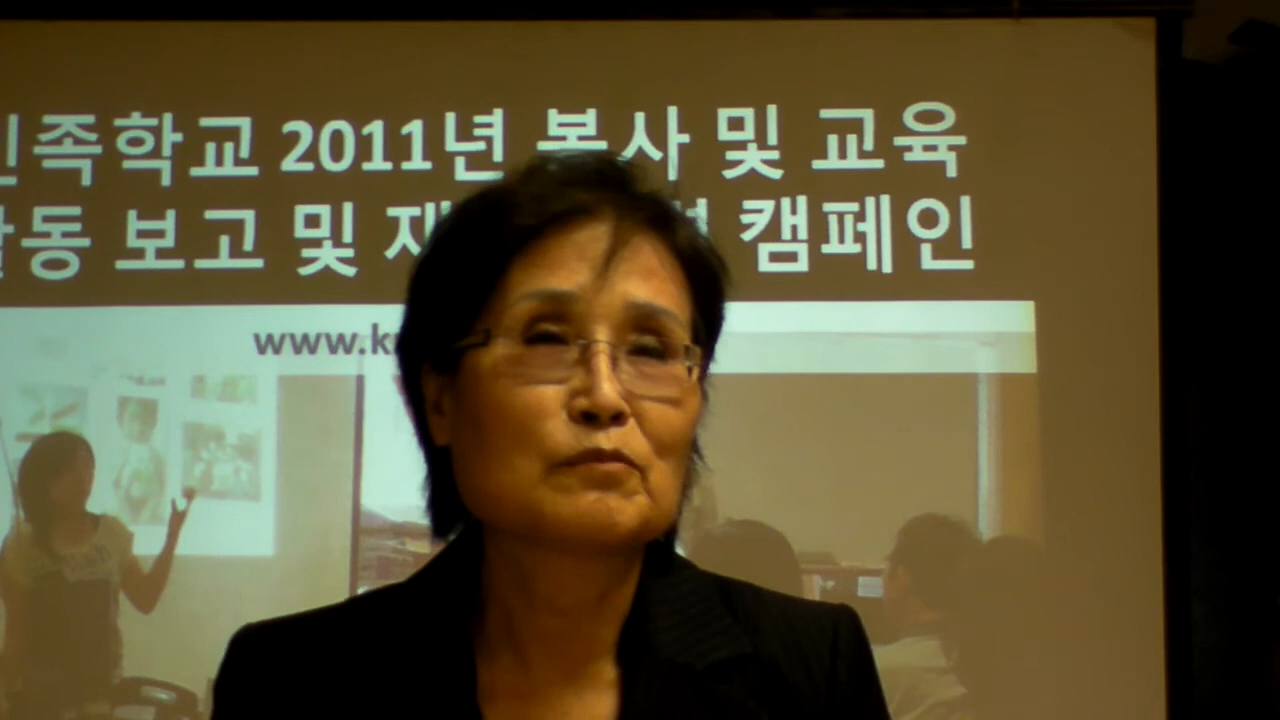 민족학교 2011년 봉사 및 교육
활동 보고 및 캠페인
www.k